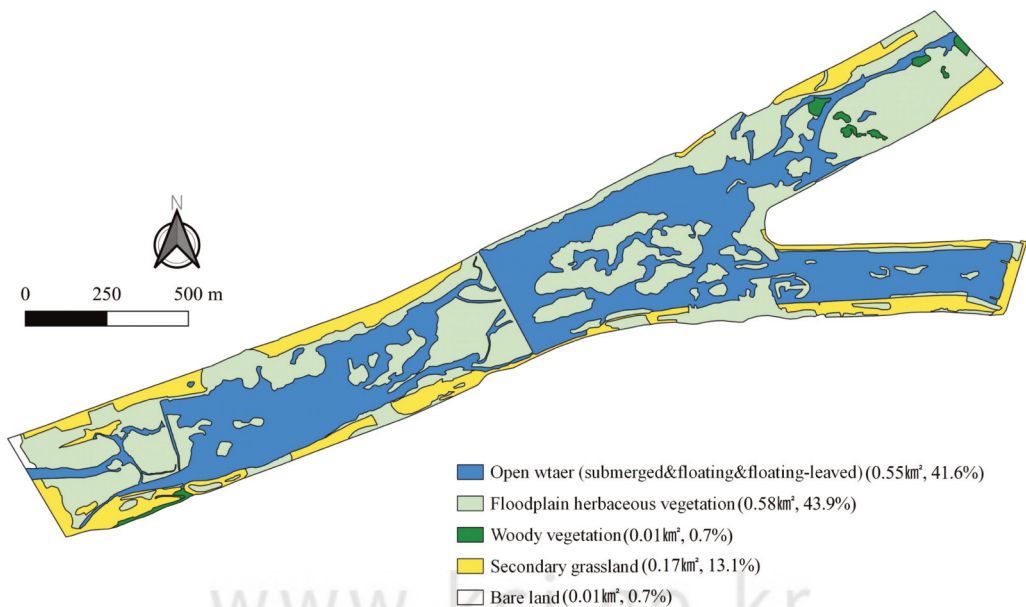 N
0 250 500 m
Open wtaer (submerged&floating&floating-leaved) (0.55㎢, 41.6%)
Floodplain herbaceous vegetation (0.58㎢, 43.9%)
Woody vegetation (0.01㎢, 0.7%)
Secondary grassland (0.17㎢, 13.1%)
Bare land (0.01㎢, 0.7%)